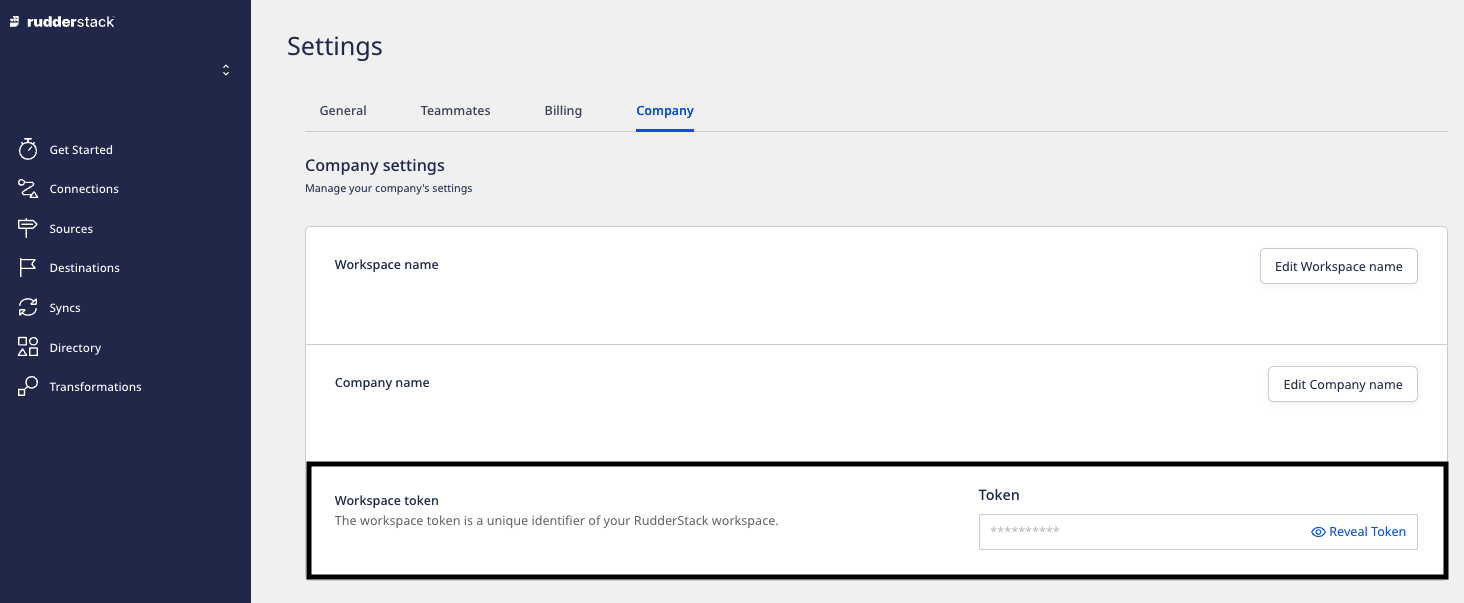 rudderstack
Settings
General Teammates Billing Company
Get Started
Connections
Sources
Destinations
Syncs
Directory
Transformations
Company settings
Manage your company's settings
Workspace name
Edit Workspace name
Company name
Edit Company name
Workspace token
The workspace token is a unique identifier of your RudderStack workspace.
Token
********** Reveal Token